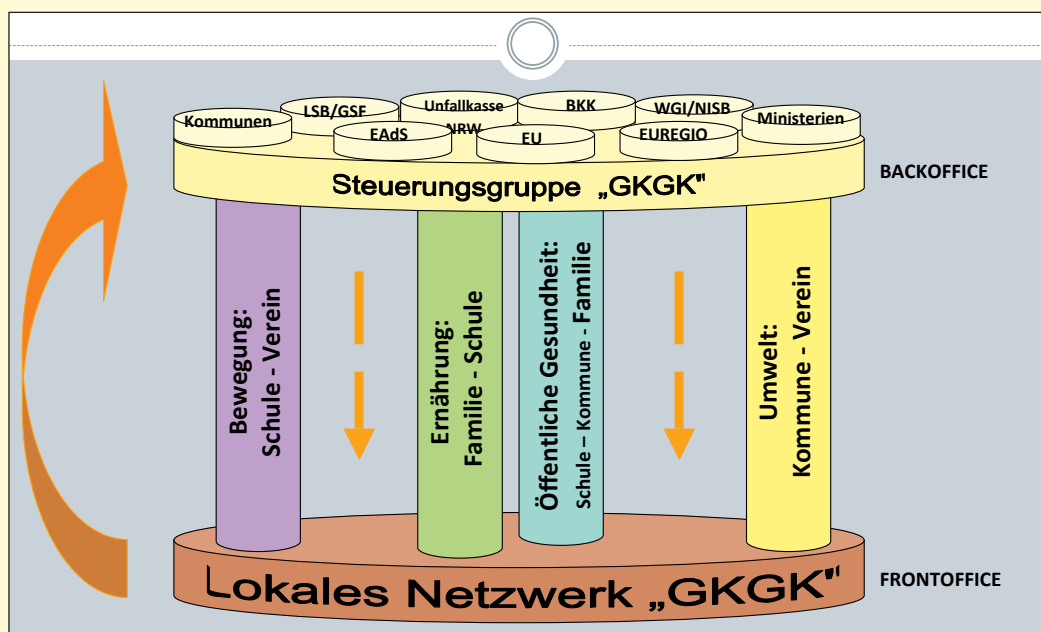 LSB/GSF
Unfallkasse
NRW
BKK
WGI/NISB
Kommunen
EAdS
EU
EUREGIO
Ministerien
Steuerungsgruppe „GKGK"
BACKOFFICE
Bewegung:
Schule - Verein
Ernährung:
Familie - Schule
Öffentliche Gesundheit:
Schule – Kommune - Familie
Umwelt:
Kommune - Verein
Lokales Netzwerk „GKGK"
FRONTOFFICE